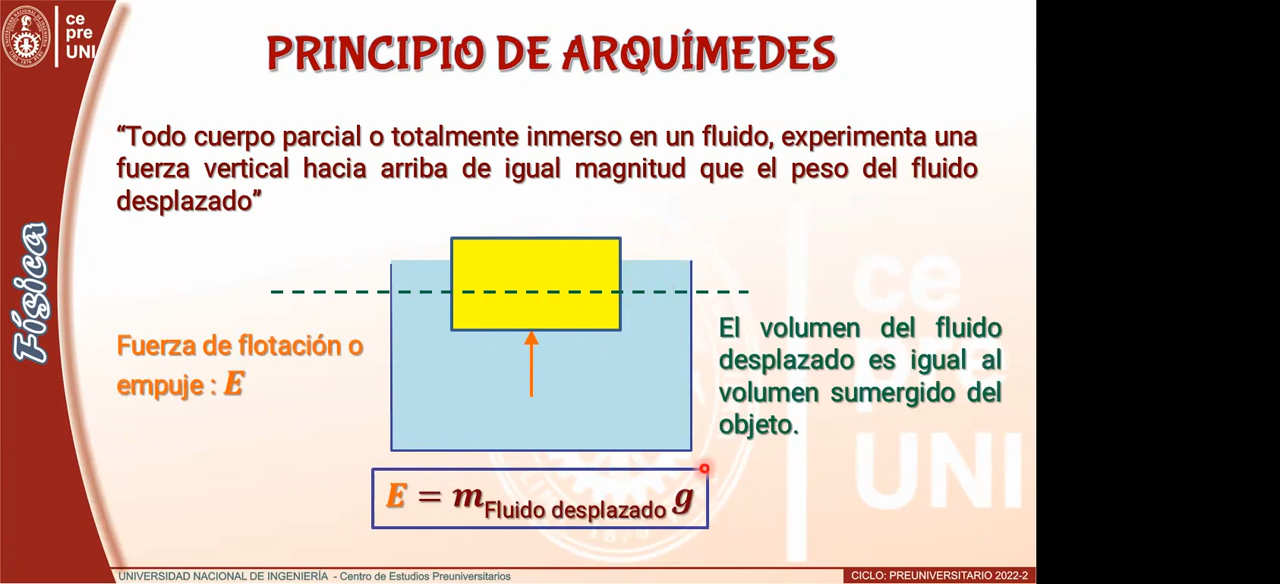 ce
pre
UNI
PRINCIPIO DE ARQUÍMEDES
“Todo cuerpo parcial o totalmente inmerso en un fluido, experimenta una
fuerza vertical hacia arriba de igual magnitud que el peso del fluido
desplazado”
Física
Fuerza de flotación o
empuje : E
El volumen del fluido
desplazado es igual al
volumen sumergido del
objeto.
E = m Fluido desplazado g
ce
pre
UNI
UNIVERSIDAD NACIONAL DE INGENIERÍA - Centro de Estudios Preuniversitarios
CICLO: PREUNIVERSITARIO 2022-2